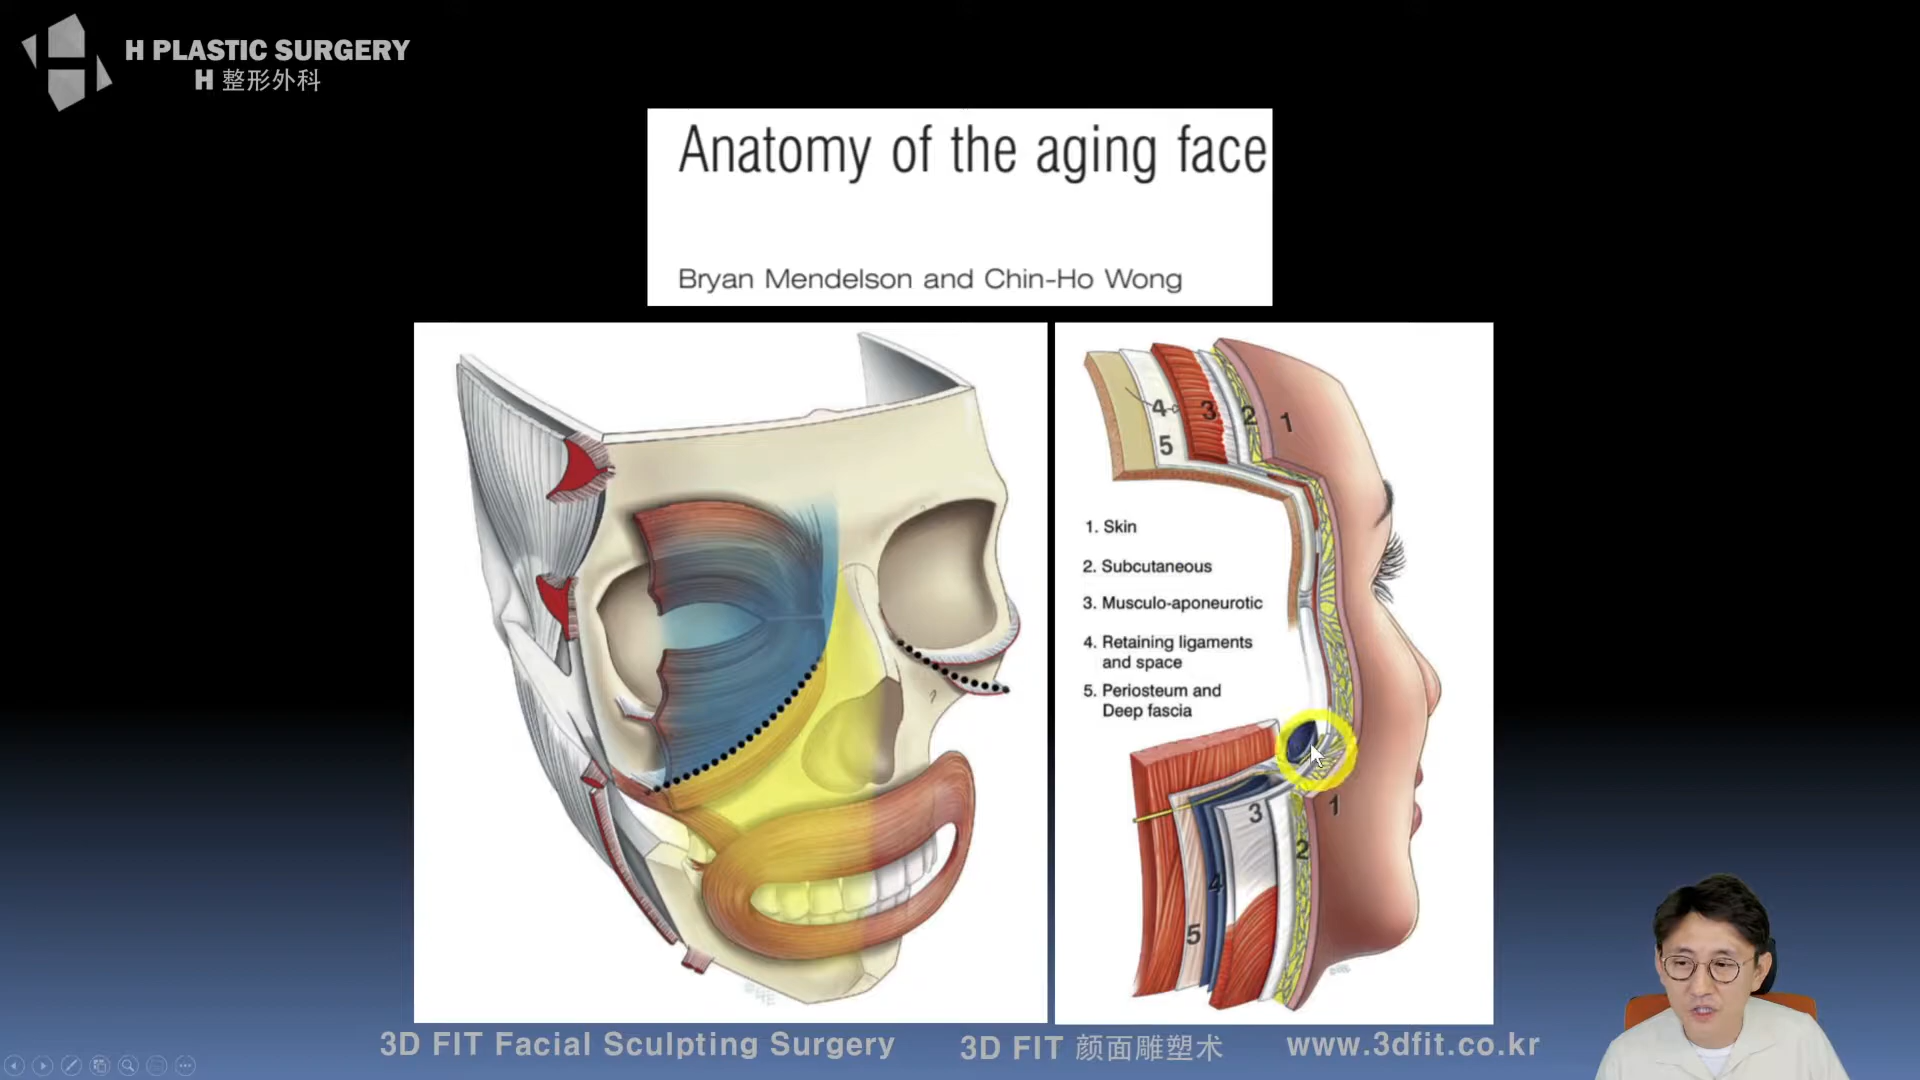 H PLASTIC SURGERY
H 整形外科
Anatomy of the aging face
Bryan Mendelson and Chin-Ho Wong
4
3
2
1
5
1. Skin
2. Subcutaneous
3. Musculo-aponeurotic
4. Retaining ligaments
and space
5. Periosteum and
Deep fascia
3
1
2
4
5
3D FIT Facial Sculpting Surgery
3D FIT 颜面雕塑术
www.3dfit.co.kr